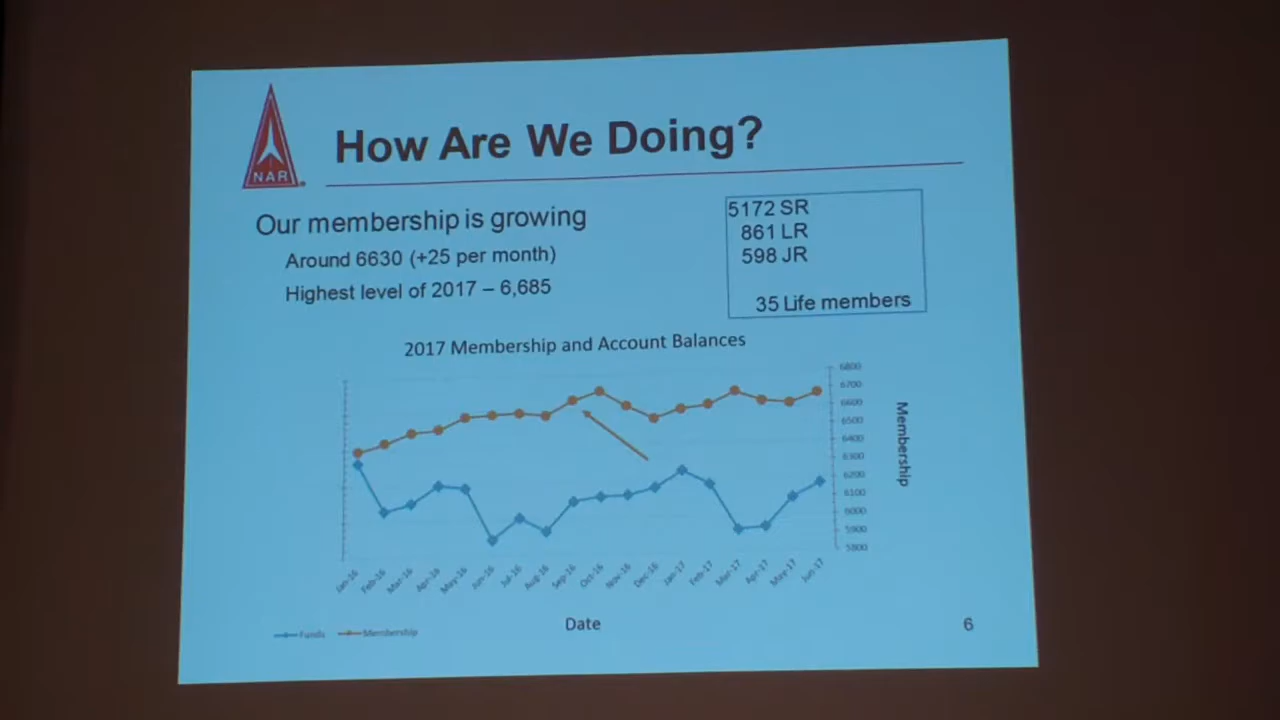 NAR
How Are We Doing?
Our membership is growing
Around 6630 (+25 per month)
Highest level of 2017 – 6,685
5172 SR
861 LR
598 JR
35 Life members
2017 Membership and Account Balances
6800
6700
6600
6500
6400
6300
6200
6100
6000
5900
5800
Membership
Jan-16
Feb-16
Mar-16
Apr-16
May-16
Jun-16
Jul-16
Aug-16
Sep-16
Oct-16
Nov-16
Dec-16
Jan-17
Feb-17
Mar-17
Apr-17
May-17
Jun-17
Date
Funds Membership
6